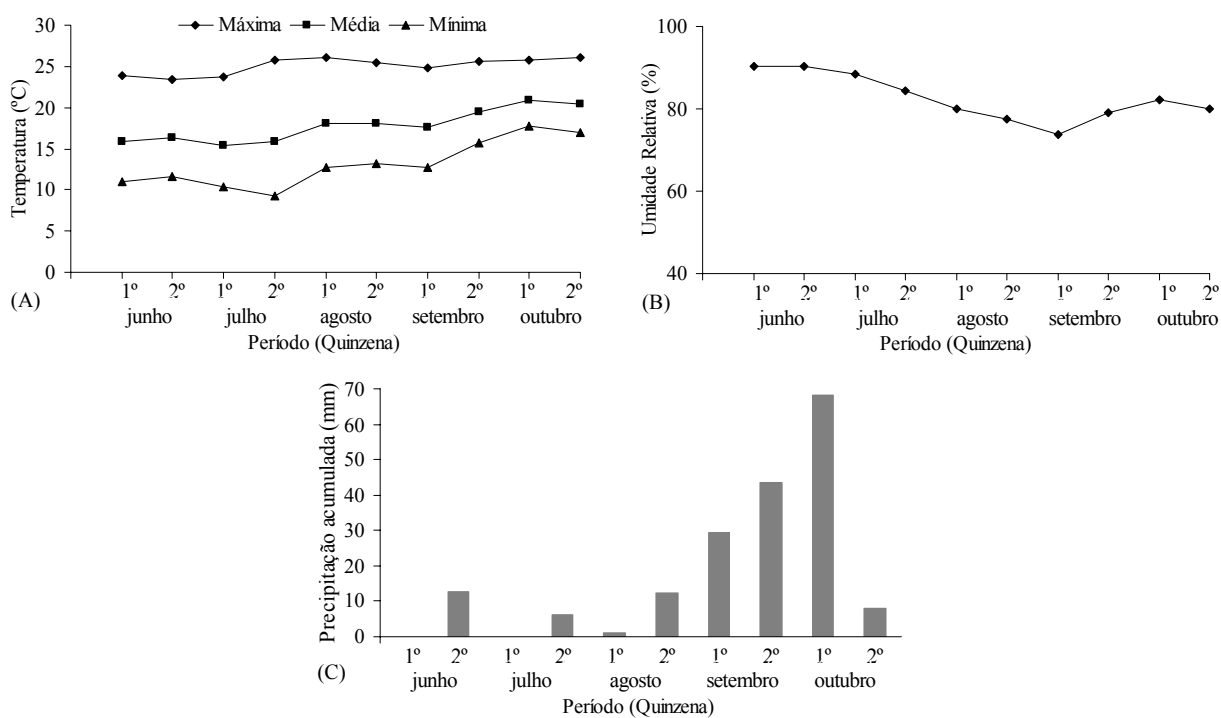 Máxima Média Mínima
Temperatura (ºC)
30
25
20
15
10
5
0
1º 2º 1º 2º 1º 2º 1º 2º 1º 2º
junho julho agosto setembro outubro
Período (Quinzena)
(A)
Umidade Relativa (%)
100
80
60
40
1º 2º 1º 2º 1º 2º 1º 2º 1º 2º
junho julho agosto setembro outubro
Período (Quinzena)
(B)
Precipitação acumulada (mm)
70
60
50
40
30
20
10
0
1º 2º 1º 2º 1º 2º 1º 2º 1º 2º
junho julho agosto setembro outubro
Período (Quinzena)
(C)